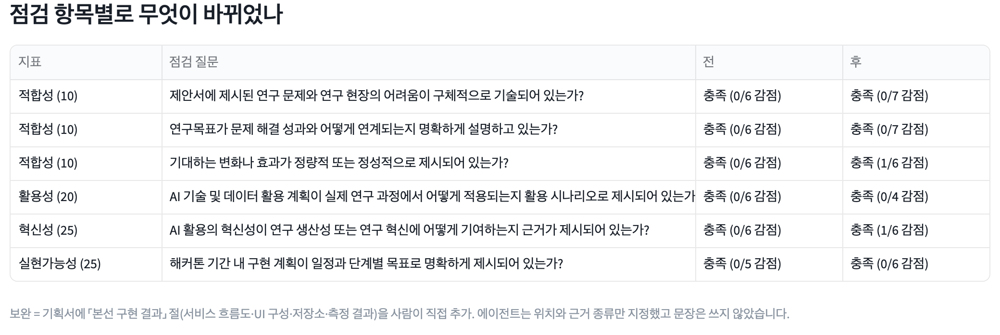 점검 항목별로 무엇이 바뀌었나
지표 점검 질문 전 후
적합성 (10) 제안서에 제시된 연구 문제와 연구 현장의 어려움이 구체적으로 기술되어 있는가? 충족 (0/6 감점) 충족 (0/7 감점)
적합성 (10) 연구목표가 문제 해결 성과와 어떻게 연계되는지 명확하게 설명하고 있는가? 충족 (0/6 감점) 충족 (0/7 감점)
적합성 (10) 기대하는 변화나 효과가 정량적 또는 정성적으로 제시되어 있는가? 충족 (0/6 감점) 충족 (1/6 감점)
활용성 (20) AI 기술 및 데이터 활용 계획이 실제 연구 과정에서 어떻게 적용되는지 활용 시나리오로 제시되어 있는가 충족 (0/6 감점) 충족 (0/4 감점)
혁신성 (25) AI 활용의 혁신성이 연구 생산성 또는 연구 혁신에 어떻게 기여하는지 근거가 제시되어 있는가? 충족 (0/6 감점) 충족 (1/6 감점)
실현가능성 (25) 해커톤 기간 내 구현 계획이 일정과 단계별 목표로 명확하게 제시되어 있는가? 충족 (0/5 감점) 충족 (0/6 감점)
보완 = 기획서에 「본선 구현 결과」 절(서비스 흐름도·UI 구성·저장소·측정 결과)을 사람이 직접 추가. 에이전트는 위치와 근거 종류만 지정했고 문장은 쓰지 않았습니다.